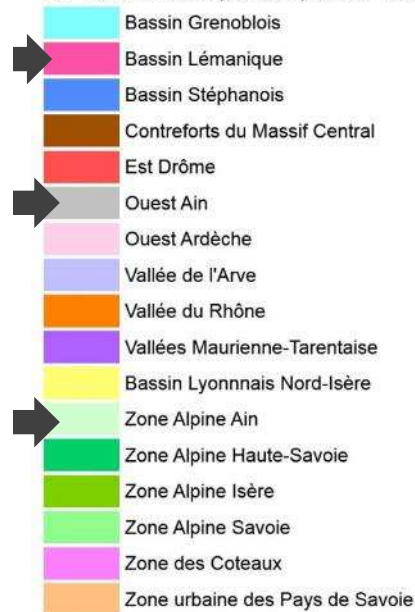 Bassin Grenoblois
Bassin Lémanique
Bassin Stéphanois
Contreforts du Massif Central
Est Drôme
Ouest Ain
Ouest Ardèche
Vallée de l'Arve
Vallée du Rhône
Vallées Maurienne-Tarentaise
Bassin Lyonnnais Nord-Isère
Zone Alpine Ain
Zone Alpine Haute-Savoie
Zone Alpine Isère
Zone Alpine Savoie
Zone des Coteaux
Zone urbaine des Pays de Savoie